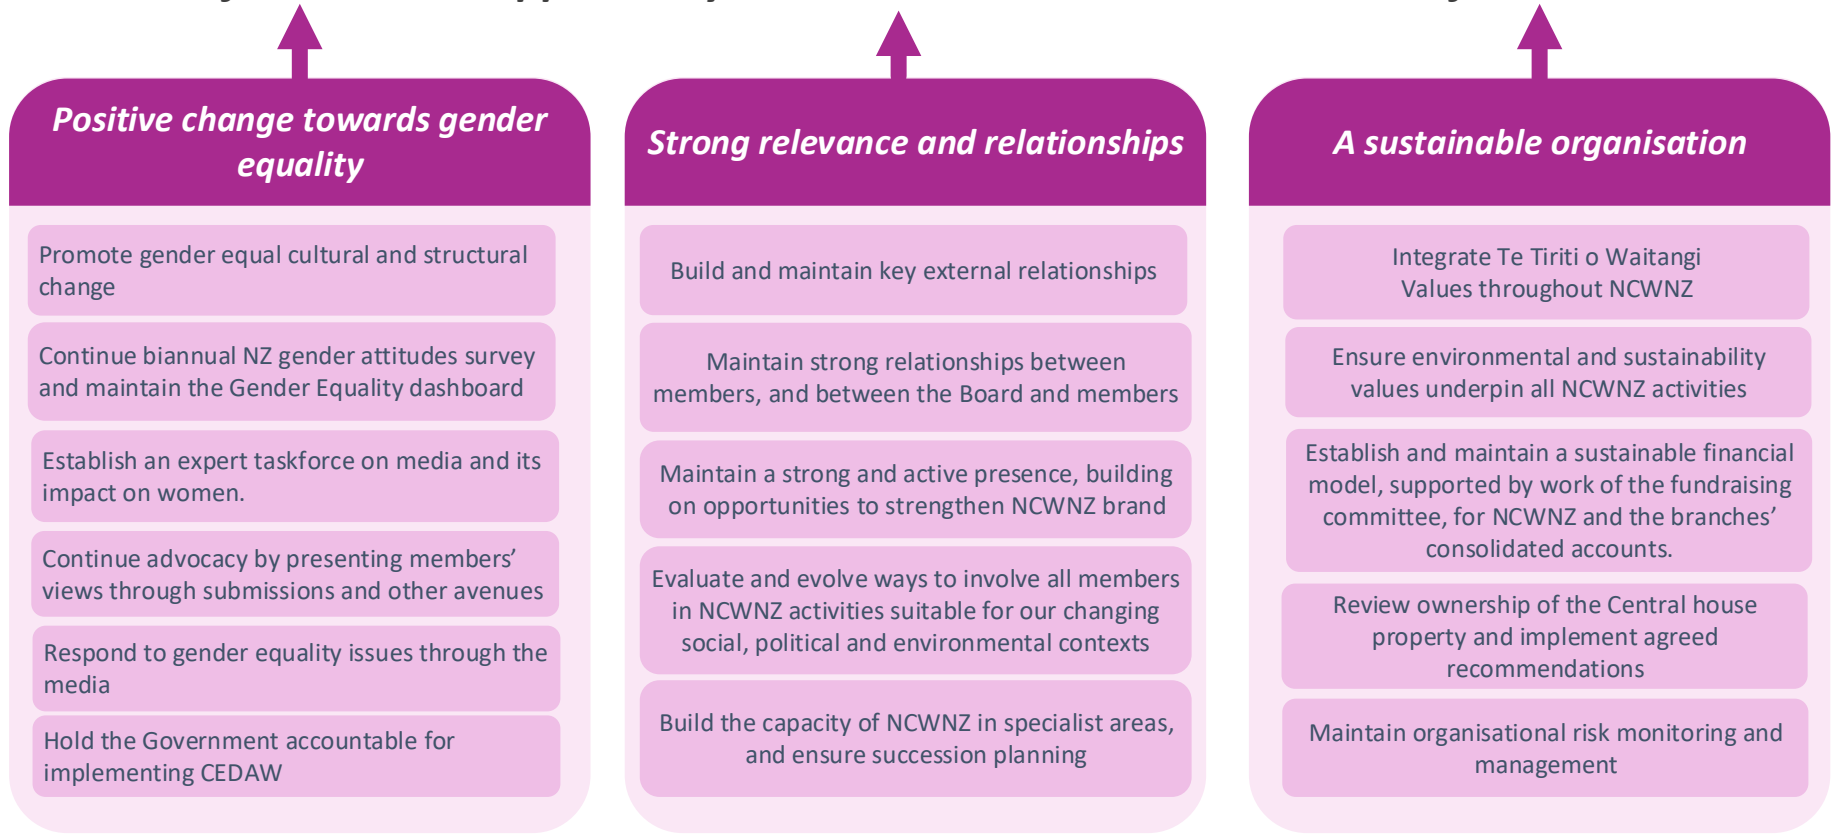 Positive change towards gender
equality
Promote gender equal cultural and structural
change
Continue biannual NZ gender attitudes survey
and maintain the Gender Equality dashboard
Establish an expert taskforce on media and its
impact on women.
Continue advocacy by presenting members’
views through submissions and other avenues
Respond to gender equality issues through the
media
Hold the Government accountable for
implementing CEDAW
Strong relevance and relationships
Build and maintain key external relationships
Maintain strong relationships between
members, and between the Board and members
Maintain a strong and active presence, building
on opportunities to strengthen NCWNZ brand
Evaluate and evolve ways to involve all members
in NCWNZ activities suitable for our changing
social, political and environmental contexts
Build the capacity of NCWNZ in specialist areas,
and ensure succession planning
A sustainable organisation
Integrate Te Tiriti o Waitangi
Values throughout NCWNZ
Ensure environmental and sustainability
values underpin all NCWNZ activities
Establish and maintain a sustainable financial
model, supported by work of the fundraising
committee, for NCWNZ and the branches’
consolidated accounts.
Review ownership of the Central house
property and implement agreed
recommendations
Maintain organisational risk monitoring and
management